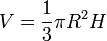 V = \frac{1}{3}\pi R^2 H